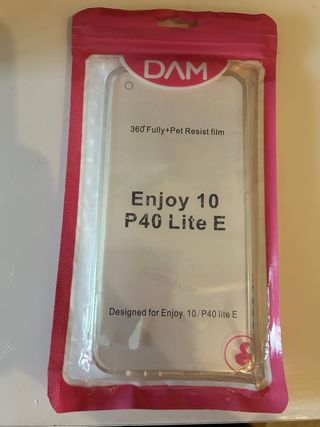 DAM
360°Fully+Pet Resist film
Enjoy 10
P40 Lite E
Designed for Enjoy 10/P40 lite E